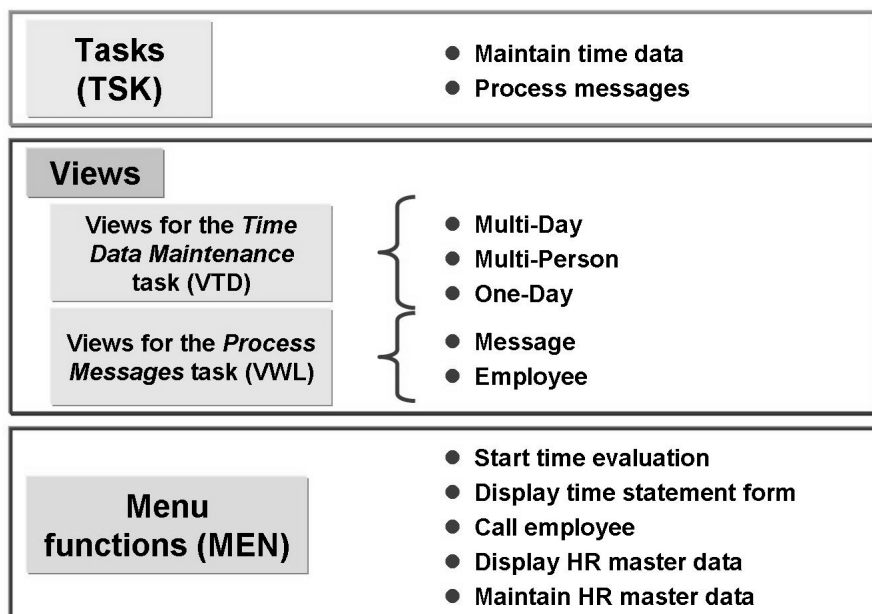 Tasks
(TSK)
● Maintain time data
● Process messages
Views
Views for the Time
Data Maintenance
task (VTD)
● Multi-Day
● Multi-Person
● One-Day
Views for the Process
Messages task (VWL)
● Message
● Employee
Menu
functions (MEN)
● Start time evaluation
● Display time statement form
● Call employee
● Display HR master data
● Maintain HR master data